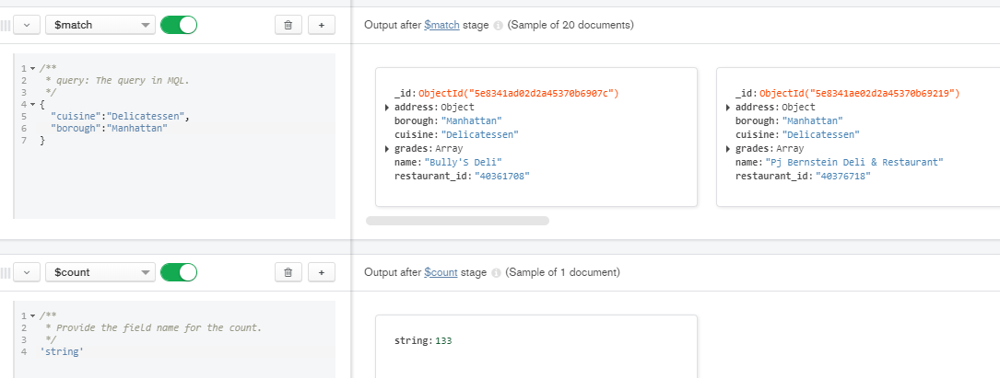 $match
Output after $match stage (Sample of 20 documents)
1 /**
2 * query: The query in MQL.
3 */
4 {
5 "cuisine":"Delicatessen",
6 "borough":"Manhattan"
7 }
_id: ObjectId("5e8341ad02d2a45370b6907c")
address: Object
borough: "Manhattan"
cuisine: "Delicatessen"
grades: Array
name: "Bully'S Deli"
restaurant_id: "40361708"
_id: ObjectId("5e8341ae02d2a45370b69219")
address: Object
borough: "Manhattan"
cuisine: "Delicatessen"
grades: Array
name: "Pj Bernstein Deli & Restaurant"
restaurant_id: "40376718"
$count
Output after $count stage (Sample of 1 document)
1 /**
2 * Provide the field name for the count.
3 */
4 'string'
string: 133